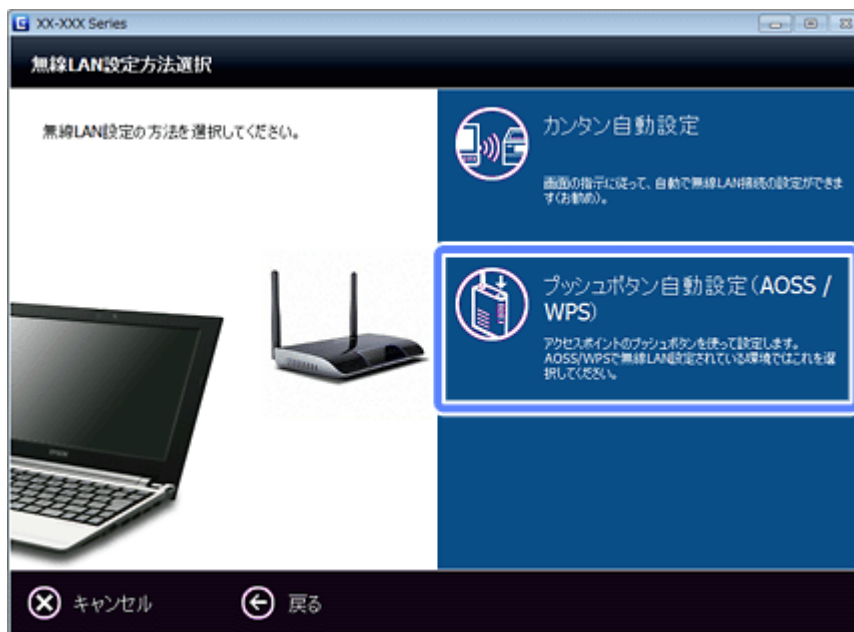 XX-XXX Series
無線LAN設定方法選択
無線LAN設定の方法を選択してください。
カンタン自動設定
画面の指示に従って、自動で無線LAN接続の設定ができま
す(お勧め)。
プッシュボタン自動設定(AOSS /
WPS)
アクセスポイントのプッシュボタンを使って設定します。
AOSS/WPSで無線LAN設定されている環境ではこれを選
択してください。
EPSON
キャンセル
戻る